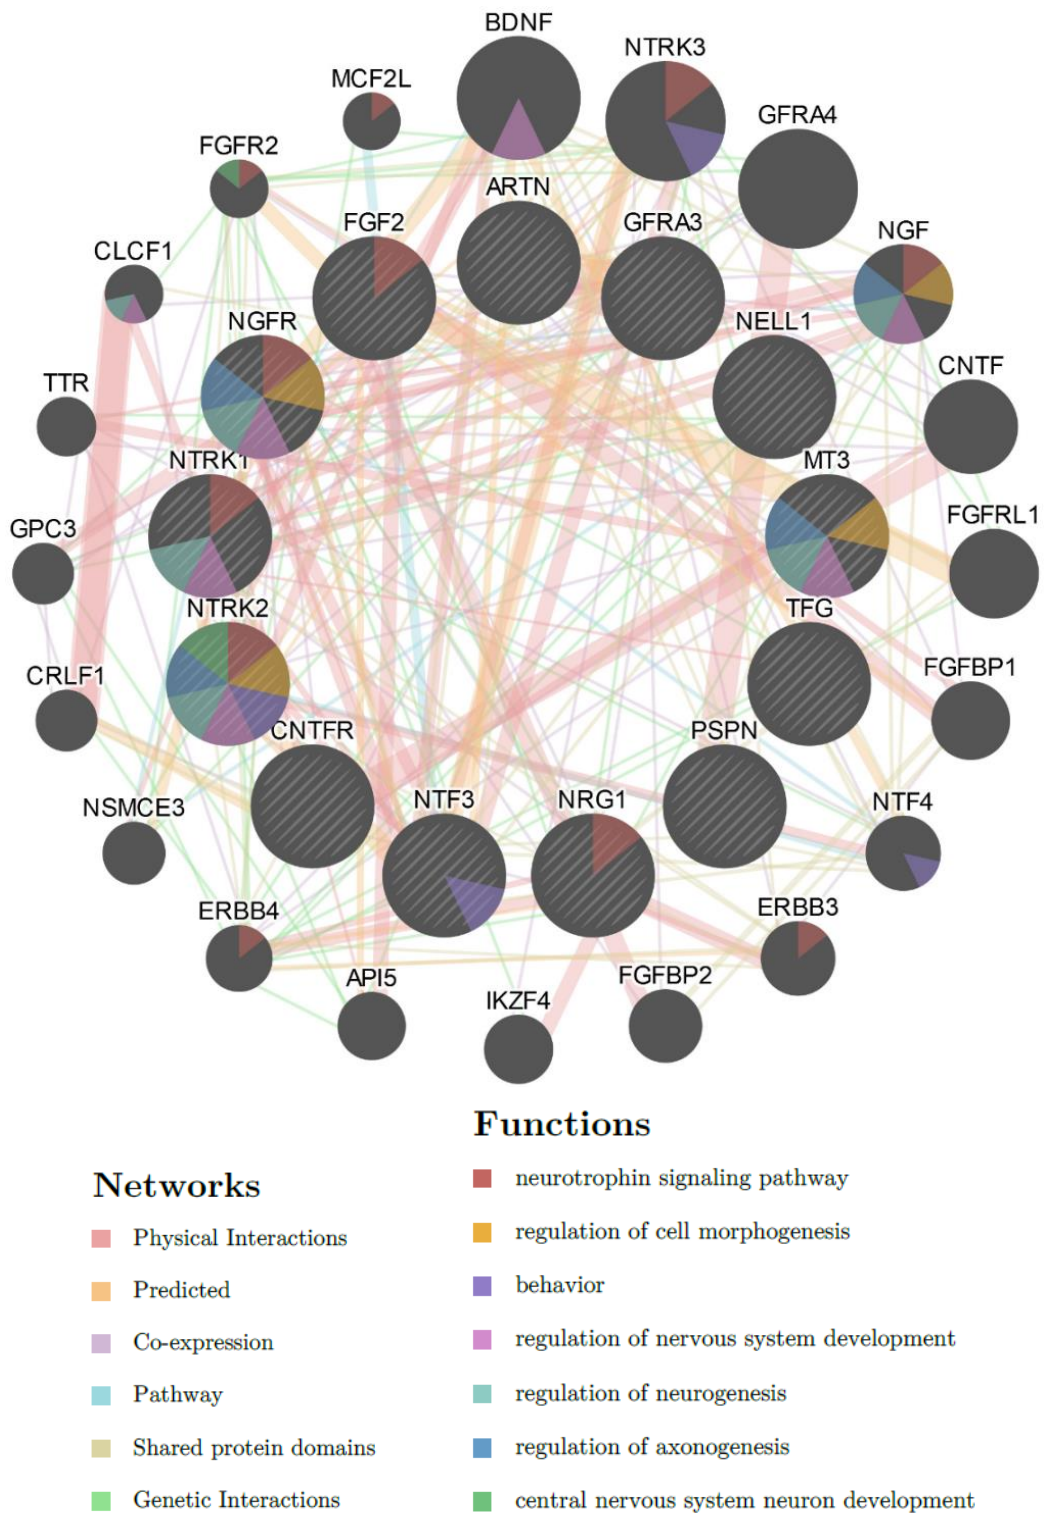 BDNF
NTRK3
MCF2L
GFRA4
FGFR2
ARTN
FGF2
GFRA3
NGF
CLCF1
NGFR
NELL1
CNTF
TTR
NTRK1
MT3
GPC3
FGFRL1
NTRK2
TFG
CRLF1
FGFBP1
CNTFR
PSPN
NSMCE3
NTF3
NRG1
NTF4
ERBB4
ERBB3
API5
IKZF4
FGFBP2
Functions
neurotrophin signaling pathway
regulation of cell morphogenesis
behavior
regulation of nervous system development
regulation of neurogenesis
regulation of axonogenesis
central nervous system neuron development
Networks
Physical Interactions
Predicted
Co-expression
Pathway
Shared protein domains
Genetic Interactions